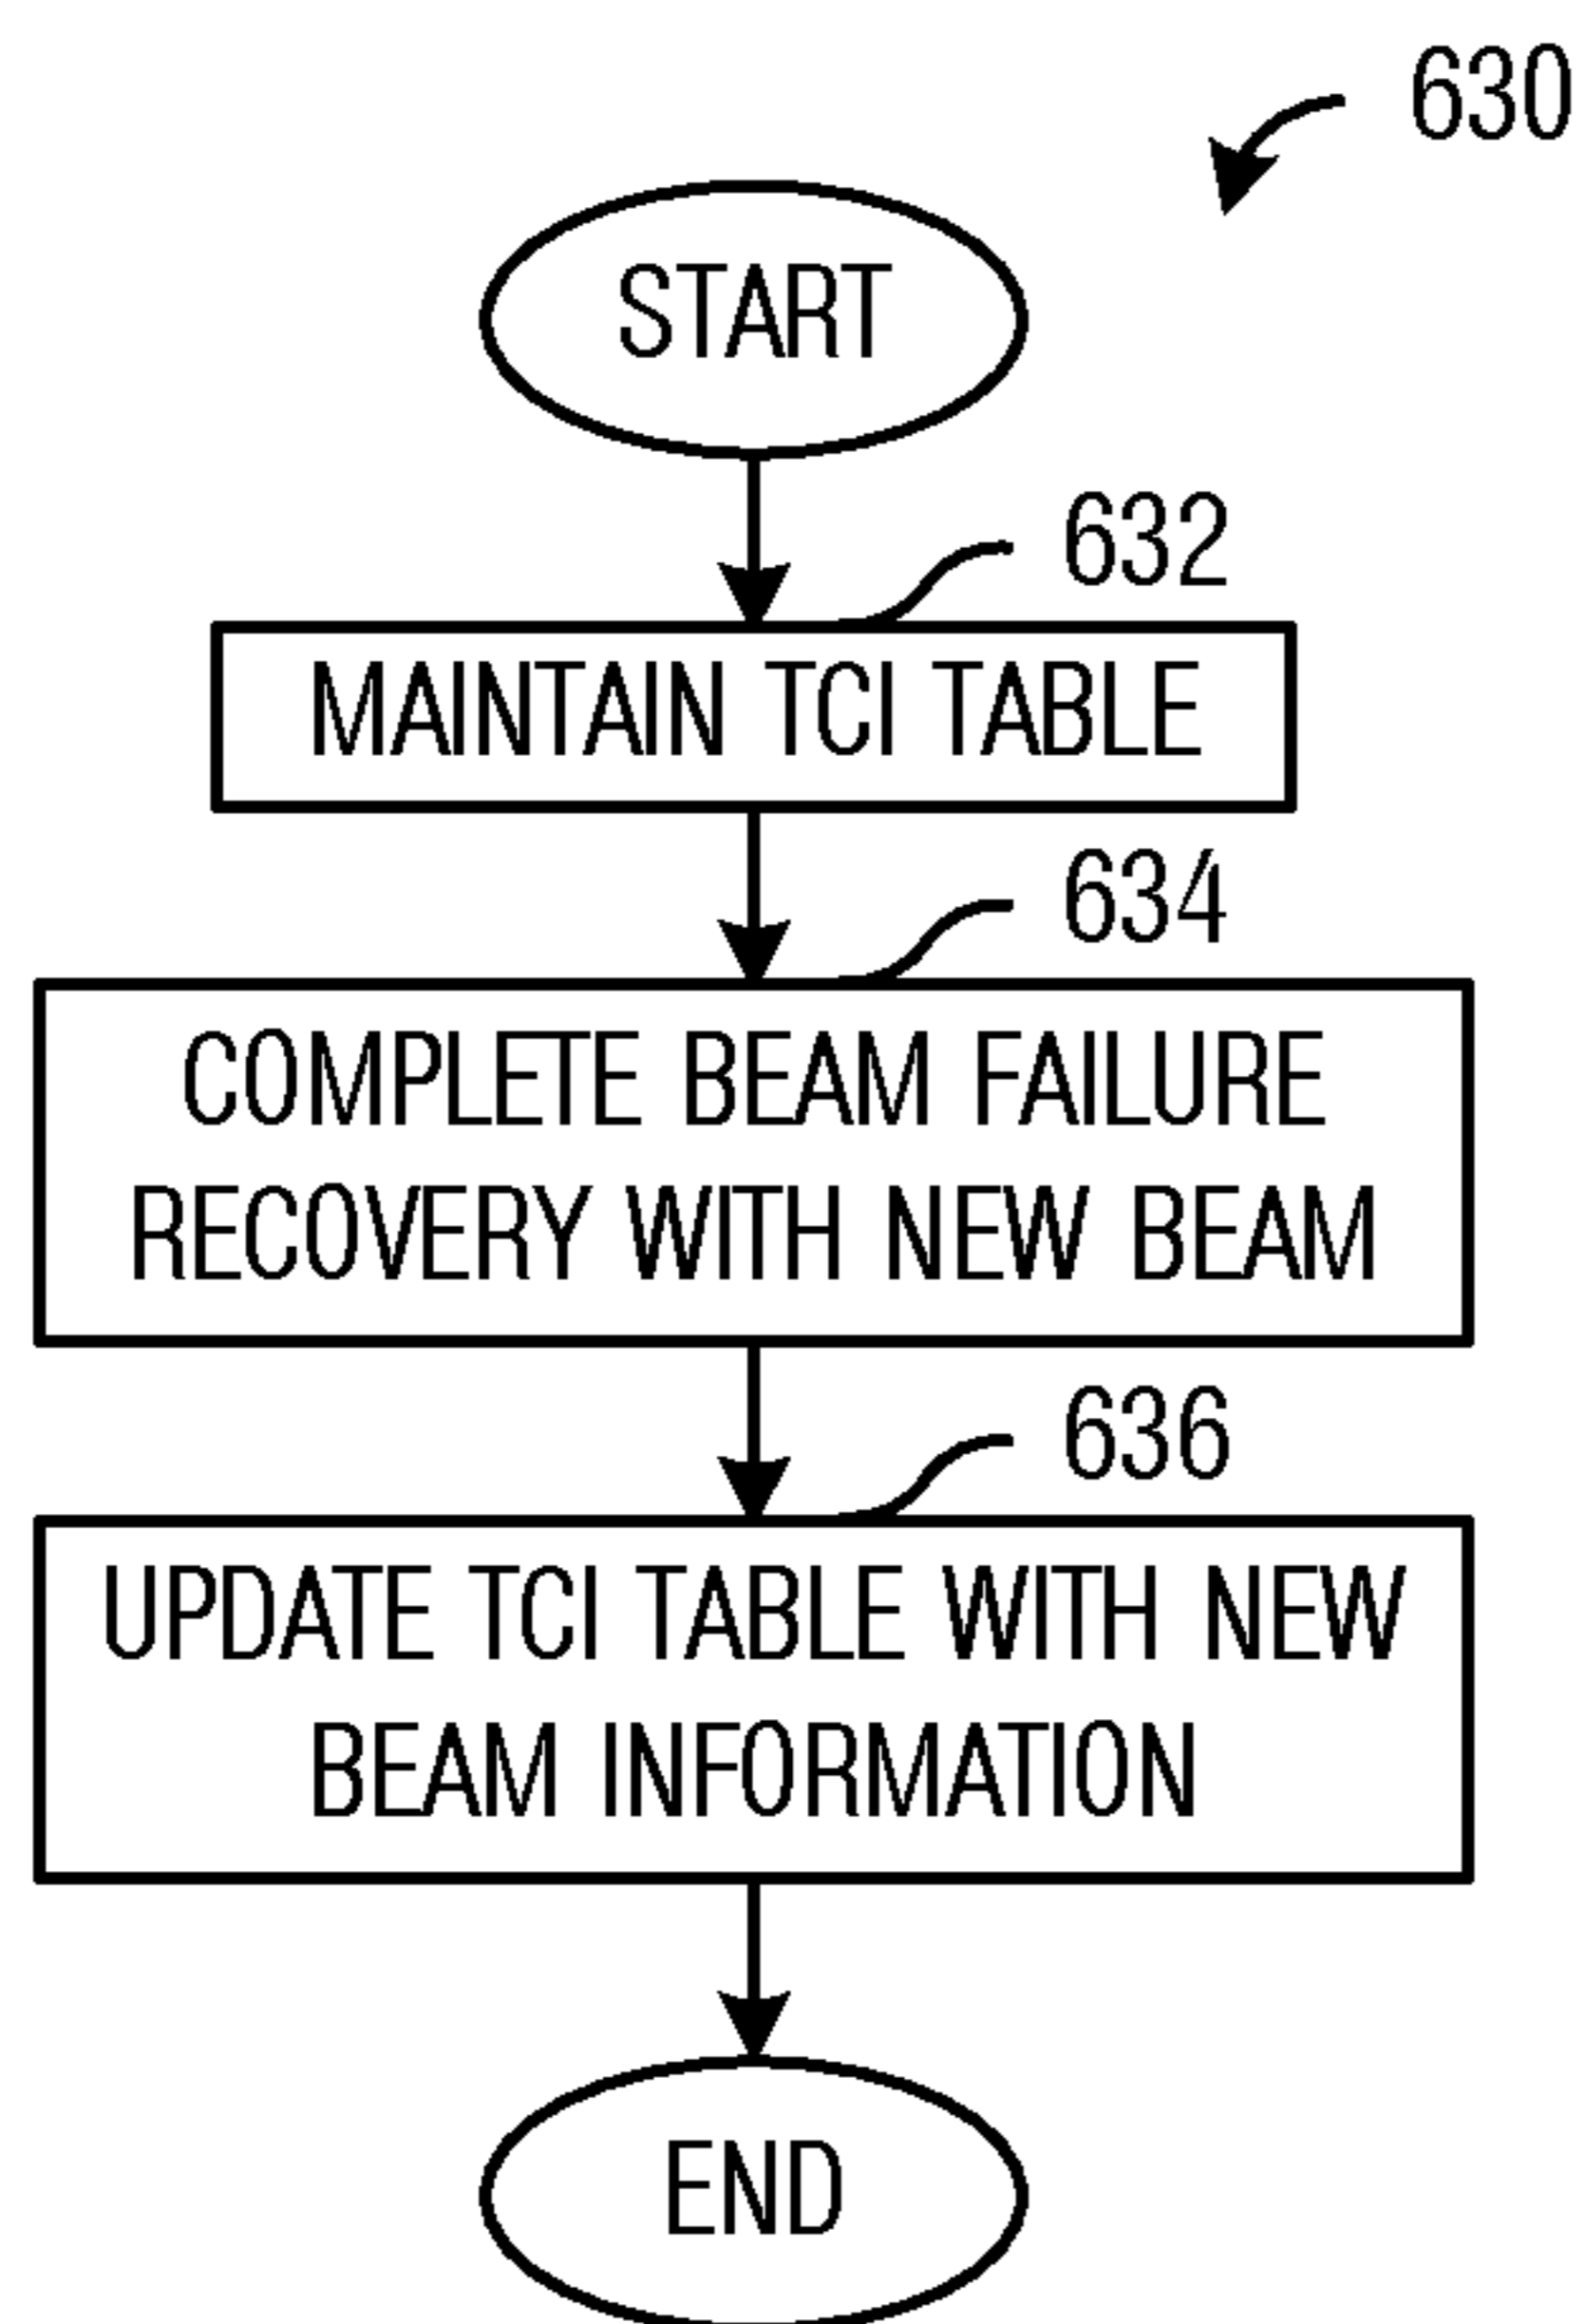 630
START
632
MAINTAIN TCI TABLE
634
COMPLETE BEAM FAILURE
RECOVERY WITH NEW BEAM
636
UPDATE TCI TABLE WITH NEW
BEAM INFORMATION
END